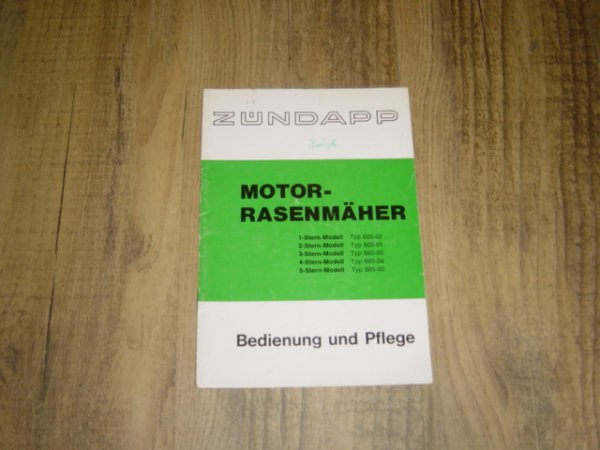 ZÜNDAPP
MOTOR-
RASENMÄHER
1-Stern-Modell Typ 685-02
2-Stern-Modell Typ 685-01
3-Stern-Modell Typ 685-03
4-Stern-Modell Typ 685-04
5-Stern-Modell Typ 685-05
Bedienung und Pflege